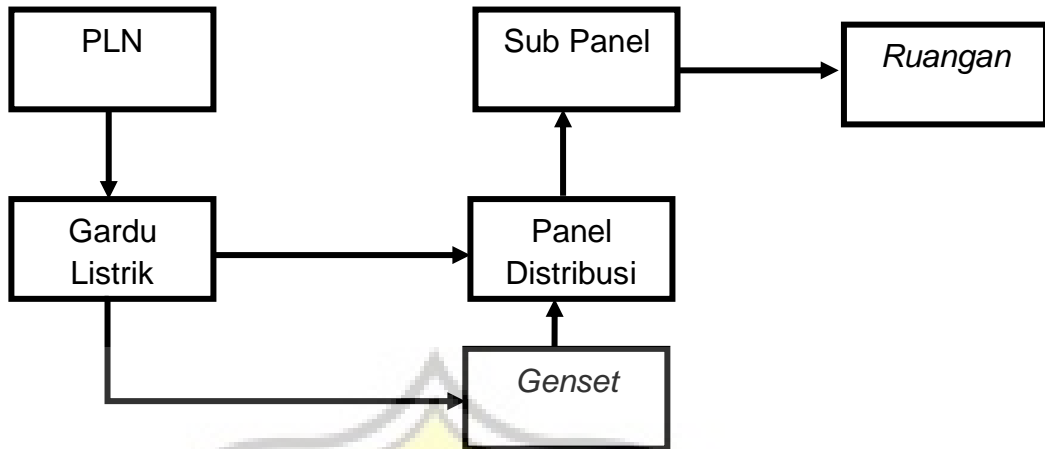 PLN
Sub Panel
Ruangan
Gardu
Listrik
Panel
Distribusi
Genset